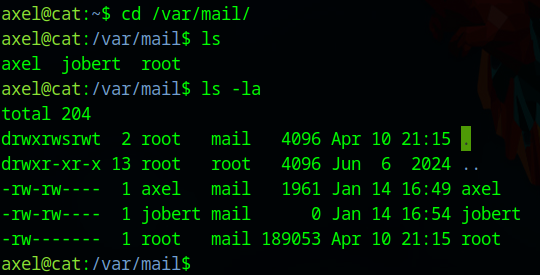 axel@cat:~$ cd /var/mail/
axel@cat:/var/mail$ ls
axel  jobert  root
axel@cat:/var/mail$ ls -la
total 204
drwxrwsrwt  2 root   mail   4096 Apr 10 21:15 .
drwxr-xr-x 13 root   root   4096 Jun  6  2024 ..
-rw-rw----  1 axel   mail   1961 Jan 14 16:49 axel
-rw-rw----  1 jobert mail      0 Jan 14 16:54 jobert
-rw-------  1 root   mail 189053 Apr 10 21:15 root
axel@cat:/var/mail$